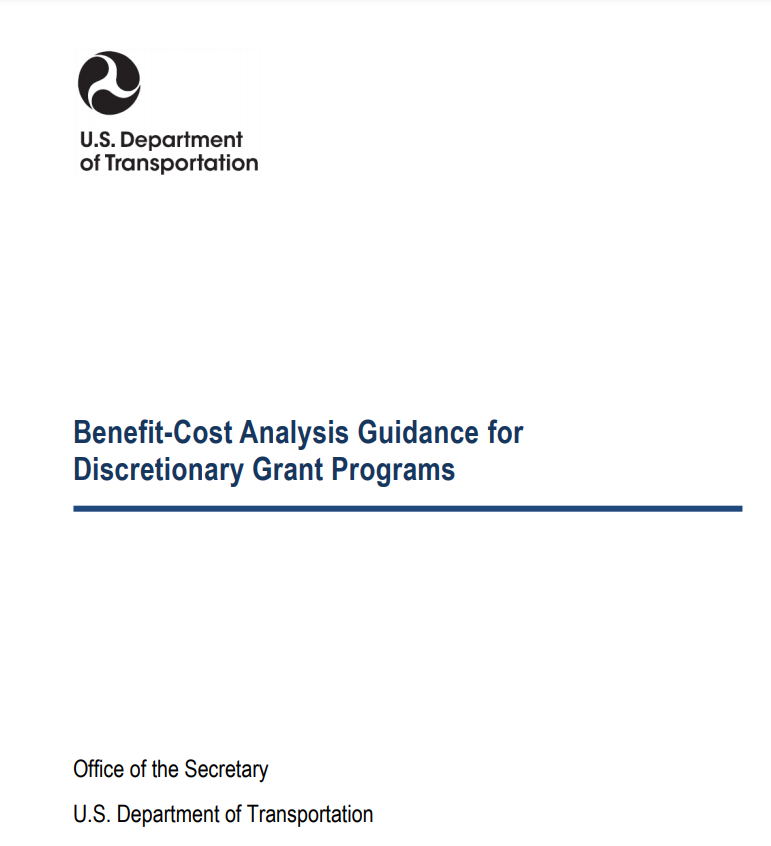 U.S. Department
of Transportation
Benefit-Cost Analysis Guidance for
Discretionary Grant Programs
Office of the Secretary
U.S. Department of Transportation